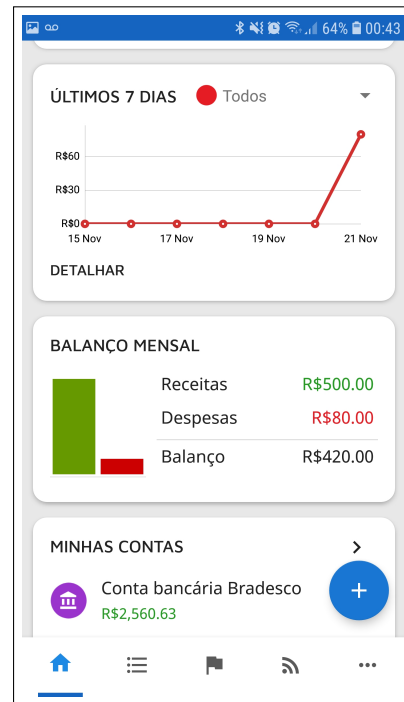 64% 00:43
ÚLTIMOS 7 DIAS Todos
R$60
R$30
R$0
15 Nov 17 Nov 19 Nov 21 Nov
DETALHAR
BALANÇO MENSAL
Receitas R$500.00
Despesas R$80.00
Balanço R$420.00
MINHAS CONTAS
Conta bancária Bradesco
R$2,560.63